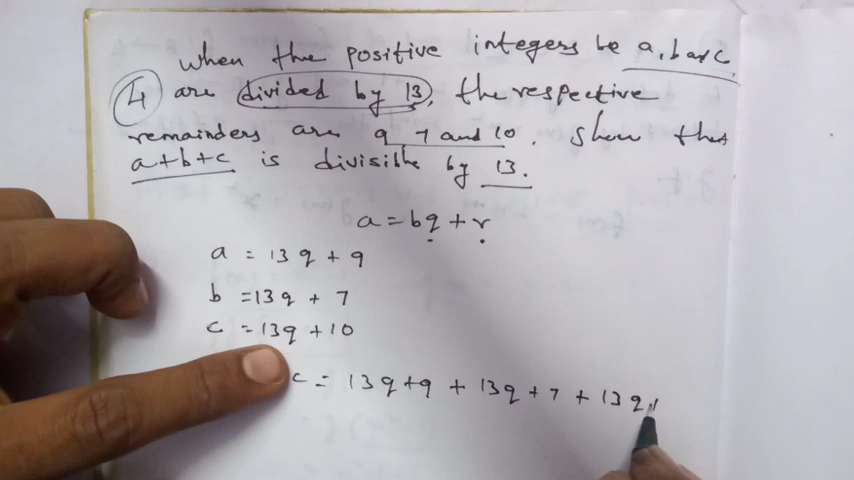 When the positive integers be a, b and c
4 are divided by 13, the respective
remainders are 9 7 and 10. Show that
a+b+c is divisible by 13.
a = bq + r
a = 13q + 9
b = 13q + 7
c = 13q + 10
c = 13q+9 + 13q+7 + 13q